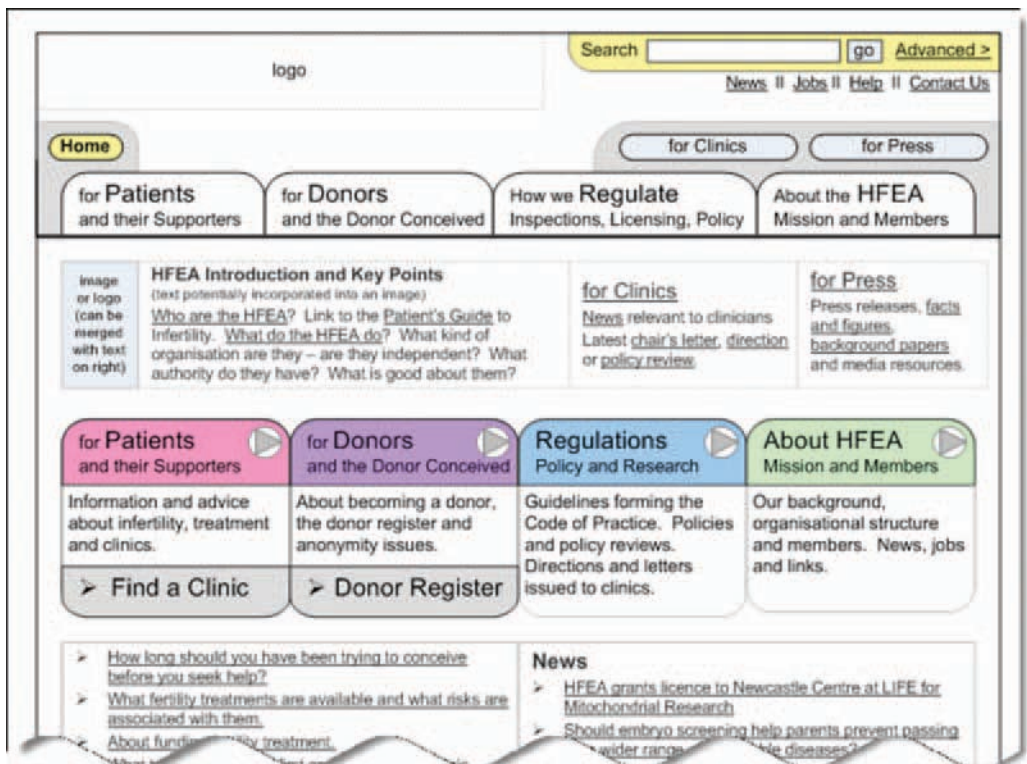 logo
Search
go
Advanced >
News || Jobs || Help || Contact Us
Home
for Clinics
for Press
for Patients
and their Supporters
for Donors
and the Donor Conceived
How we Regulate
Inspections, Licensing, Policy
About the HFEA
Mission and Members
image
or logo
(can be
merged
with text
on right)
HFEA Introduction and Key Points
(text potentially incorporated into an image)
Who are the HFEA? Link to the Patient's Guide to
Infertility. What do the HFEA do? What kind of
organisation are they – are they independent? What
authority do they have? What is good about them?
for Clinics
News relevant to clinicians
Latest chair's letter, direction
or policy review.
for Press
Press releases, facts
and figures,
background papers
and media resources.
for Patients
and their Supporters
Information and advice
about infertility, treatment
and clinics.
➢ Find a Clinic
for Donors
and the Donor Conceived
About becoming a donor,
the donor register and
anonymity issues.
➢ Donor Register
Regulations
Policy and Research
Guidelines forming the
Code of Practice. Policies
and policy reviews.
Directions and letters
issued to clinics.
About HFEA
Mission and Members
Our background,
organisational structure
and members. News, jobs
and links.
➢ How long should you have been trying to conceive
before you seek help?
➢ What fertility treatments are available and what risks are
associated with them.
➢ About treatment.
News
➢ HFEA grants licence to Newcastle Centre at LIFE for
Mitochondrial Research
➢ Should embryo screening help parents prevent passing
wider range diseases?